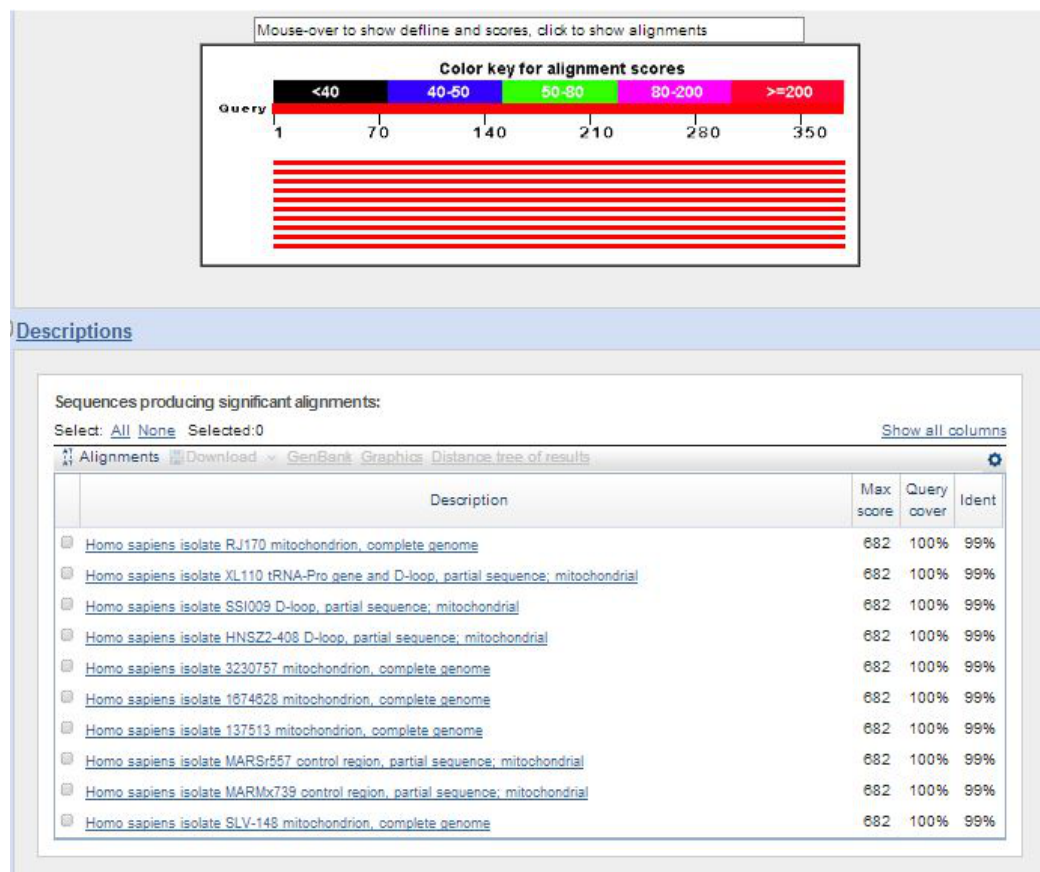 Mouse-over to show defline and scores, click to show alignments
Color key for alignment scores
<40 40-50 50-80 80-200 >=200
Query
1 70 140 210 280 350
Descriptions
Sequences producing significant alignments:
Select: All None Selected:0 Show all columns
Alignments Download GenBank Graphics Distance tree of results
Description Max score Query cover Ident
Homo sapiens isolate RJ170 mitochondrion, complete genome 682 100% 99%
Homo sapiens isolate XL110 tRNA-Pro gene and D-loop, partial sequence; mitochondrial 682 100% 99%
Homo sapiens isolate SSI009 D-loop, partial sequence; mitochondrial 682 100% 99%
Homo sapiens isolate HNSZ2-408 D-loop, partial sequence; mitochondrial 682 100% 99%
Homo sapiens isolate 3230757 mitochondrion, complete genome 682 100% 99%
Homo sapiens isolate 1674628 mitochondrion, complete genome 682 100% 99%
Homo sapiens isolate 137513 mitochondrion, complete genome 682 100% 99%
Homo sapiens isolate MARSr557 control region, partial sequence; mitochondrial 682 100% 99%
Homo sapiens isolate MARMx739 control region, partial sequence; mitochondrial 682 100% 99%
Homo sapiens isolate SLV-148 mitochondrion, complete genome 682 100% 99%